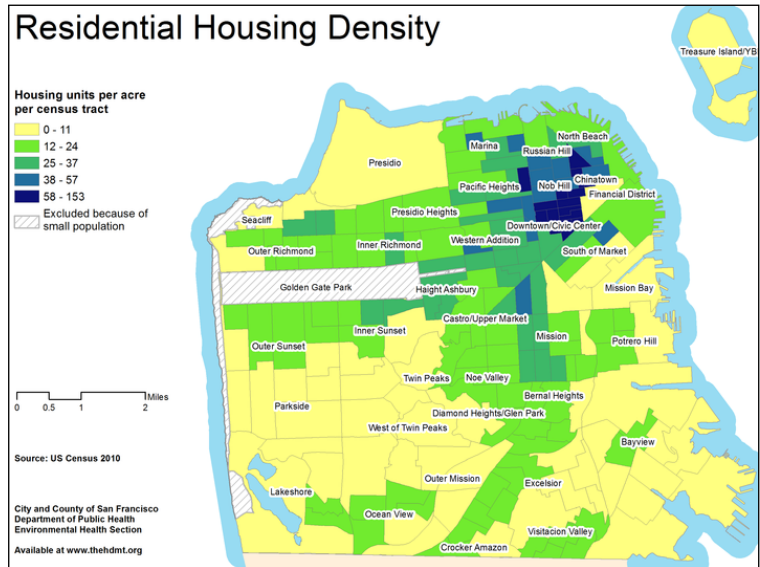 Residential Housing Density
Treasure Island/YB
Housing units per acre
per census tract
0 - 11
12 - 24
25 - 37
38 - 57
58 - 153
Excluded because of
small population
North Beach
Marina
Russian Hill
Presidio
Chinatown
Pacific Heights
Nob Hill
Financial District
Presidio Heights
Seacliff
Downtown/Civic Center
Western Addition
Inner Richmond
Outer Richmond
South of Market
Golden Gate Park
Haight Ashbury
Mission Bay
Castro/Upper Market
Inner Sunset
Mission
Potrero Hill
Outer Sunset
Twin Peaks
Noe Valley
Bernal Heights
Miles
0 0.5 1 2
Parkside
Diamond Heights/Glen Park
West of Twin Peaks
Bayview
Source: US Census 2010
Outer Mission
Excelsior
Lakeshore
City and County of San Francisco
Department of Public Health
Environmental Health Section
Ocean View
Visitacion Valley
Crocker Amazon
Available at www.thehdmt.org